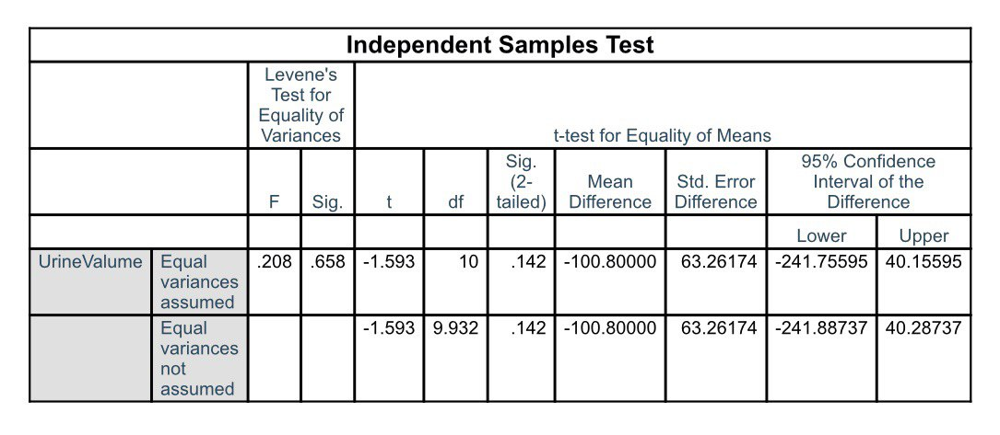 Independent Samples Test
Levene's
Test for
Equality of
Variances
t-test for Equality of Means
F
Sig.
t
df
Sig.
(2-
tailed)
Mean
Difference
Std. Error
Difference
95% Confidence
Interval of the
Difference
Lower
Upper
UrineValume
Equal
variances
assumed
.208
.658
-1.593
10
.142
-100.80000
63.26174
-241.75595
40.15595
Equal
variances
not
assumed
-1.593
9.932
.142
-100.80000
63.26174
-241.88737
40.28737